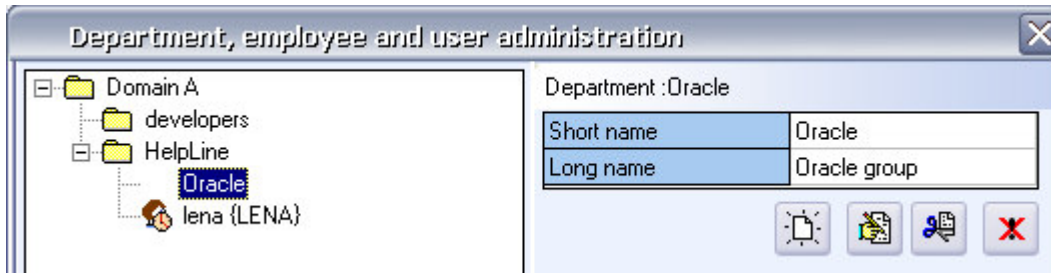 Department, employee and user administration
Domain A
developers
HelpLine
Oracle
lena {LENA}
Department :Oracle
Short name Oracle
Long name Oracle group